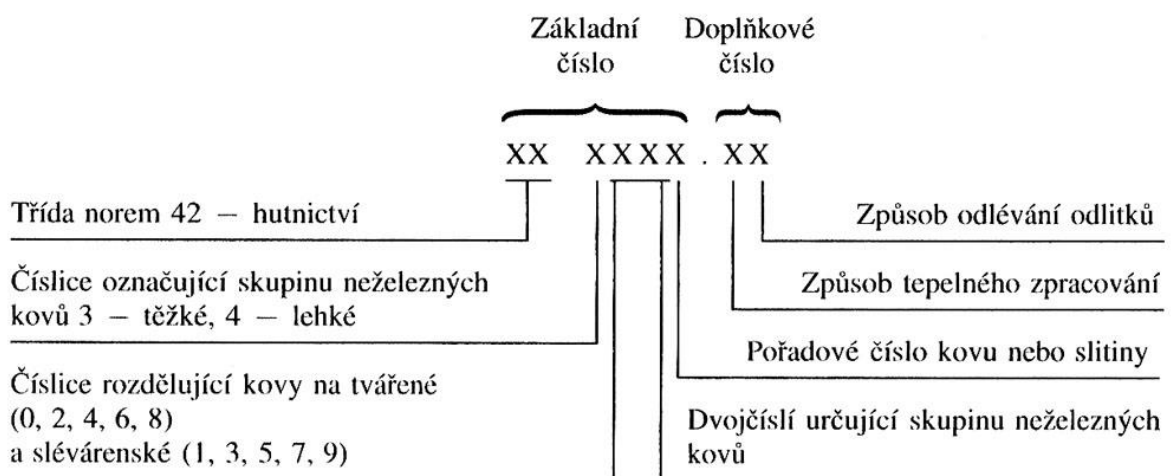 Základní Doplňkové
číslo číslo
XX XXXX . XX
Třída norem 42 — hutnictví
Způsob odlévání odlitků
Číslice označující skupinu neželezných
kovů 3 — těžké, 4 — lehké
Způsob tepelného zpracování
Pořadové číslo kovu nebo slitiny
Číslice rozdělující kovy na tvářené
(0, 2, 4, 6, 8)
a slévárenské (1, 3, 5, 7, 9)
Dvojčíslí určující skupinu neželezných
kovů